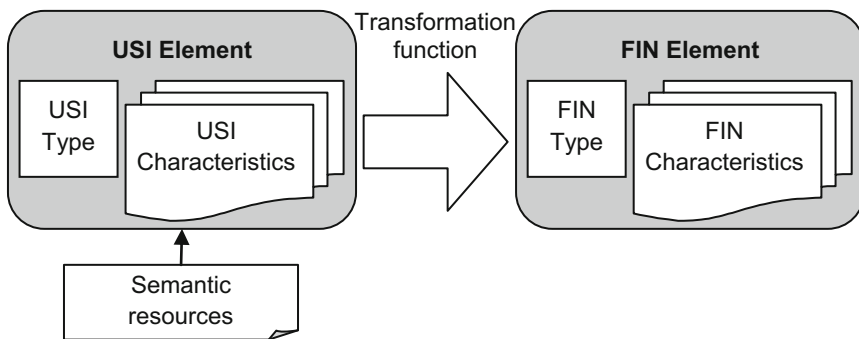 USI Element
USI
Type
USI
Characteristics
Semantic
resources
Transformation
function
FIN Element
FIN
Type
FIN
Characteristics